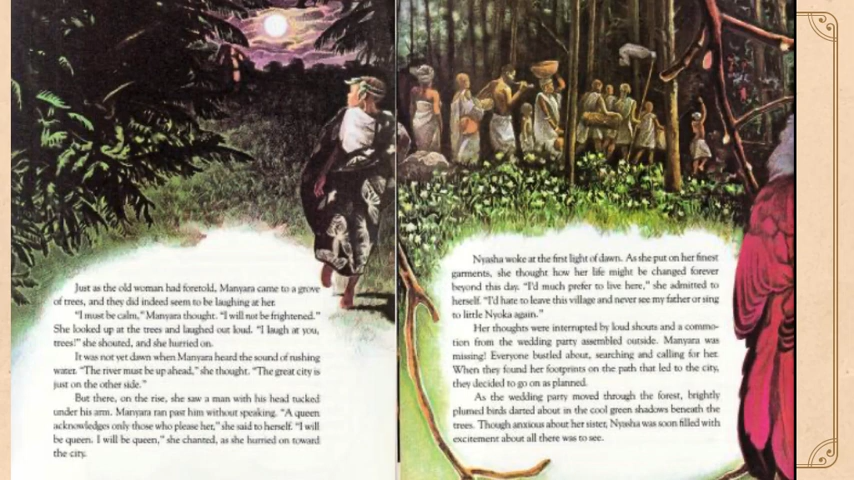 Just as the old woman had foretold, Manyara came to a grove
of trees, and they did indeed seem to be laughing at her.
"I must be calm," Manyara thought. "I will not be frightened."
She looked up at the trees and laughed out loud. "I laugh at you,
trees!" she shouted, and she hurried on.
It was not yet dawn when Manyara heard the sound of rushing
water. "The river must be up ahead," she thought. "The great city is
just on the other side."
But there, on the rise, she saw a man with his head tucked
under his arm. Manyara ran past him without speaking. "A queen
acknowledges only those who please her," she said to herself. "I will
be queen. I will be queen," she chanted, as she hurried on toward
the city.
Nyasha woke at the first light of dawn. As she put on her finest
garments, she thought how her life might be changed forever
beyond this day. "I'd much prefer to live here," she admitted to
herself. "I'd hate to leave this village and never see my father or sing
to little Nyoka again."
Her thoughts were interrupted by loud shouts and a commo-
tion from the wedding party assembled outside. Manyara was
missing! Everyone bustled about, searching and calling for her.
When they found her footprints on the path that led to the city,
they decided to go on as planned.
As the wedding party moved through the forest, brightly
plumed birds darted about in the cool green shadows beneath the
trees. Though anxious about her sister, Nyasha was soon filled with
excitement about all there was to see.